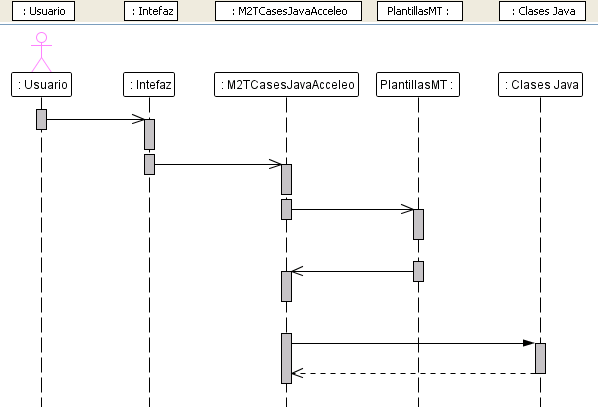 : Usuario
: Intefaz
: M2TCasesJavaAcceleo
PlantillasMT :
: Clases Java
: Usuario
: Intefaz
: M2TCasesJavaAcceleo
PlantillasMT :
: Clases Java